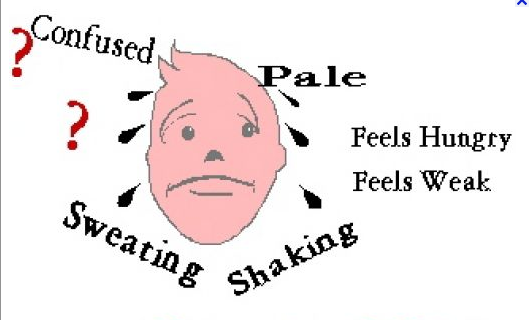 ? Confused
Pale
?
Feels Hungry
Feels Weak
Sweating
Shaking